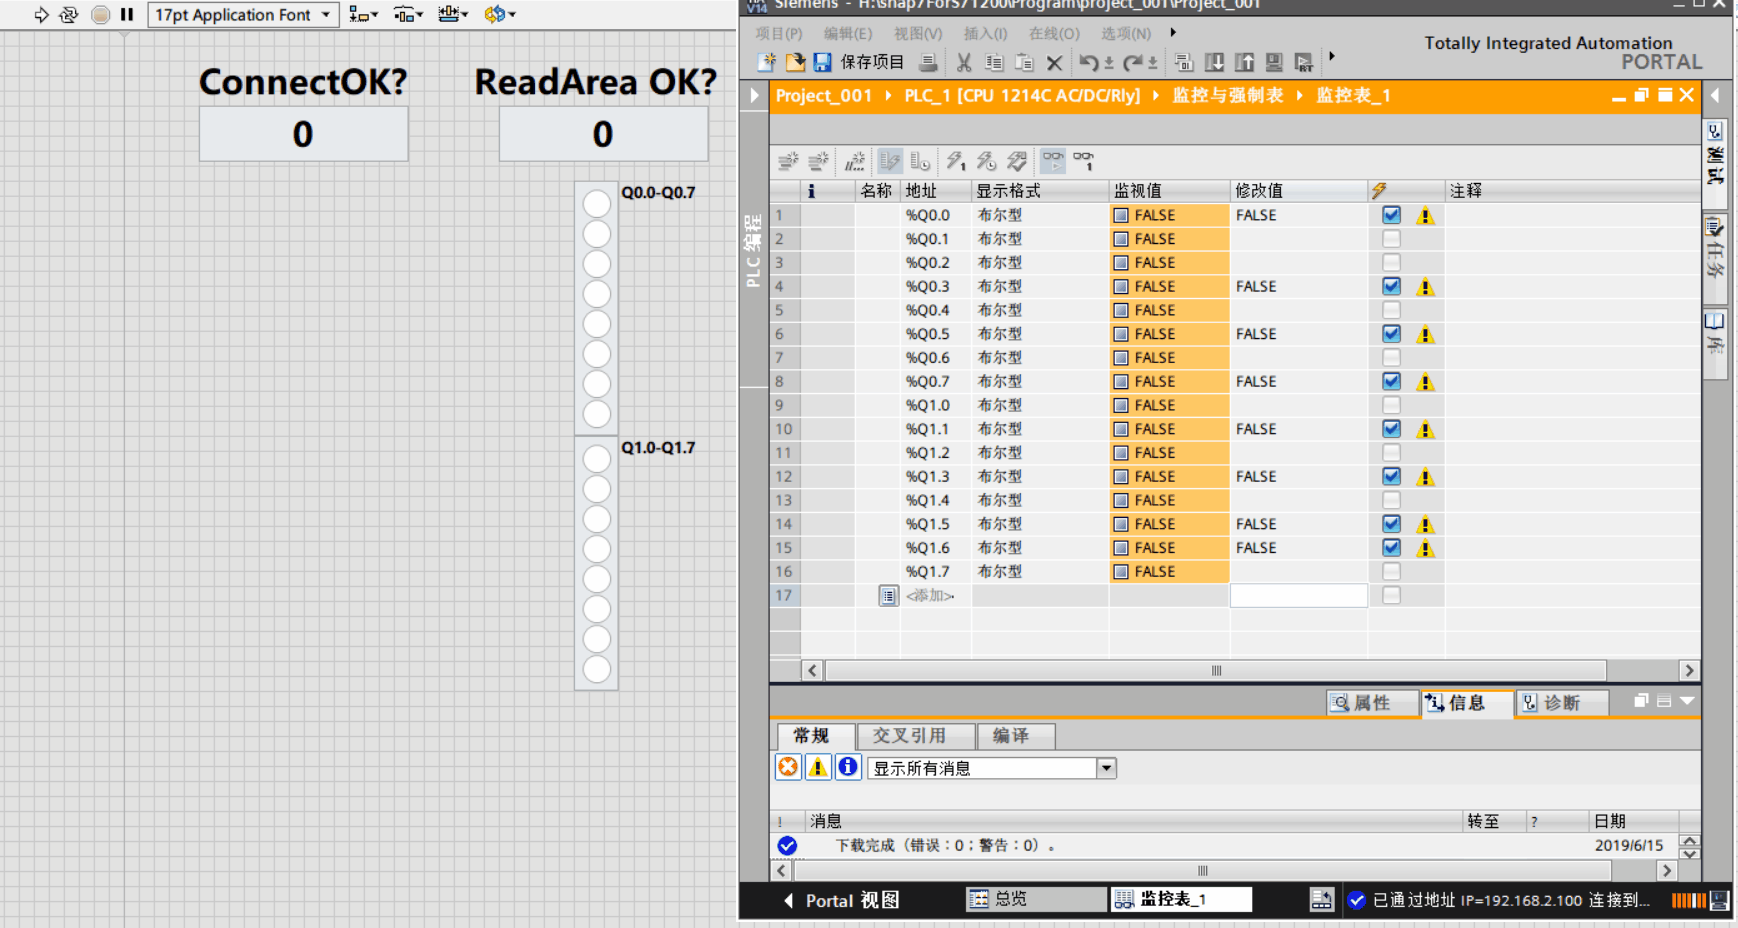 17pt Application Font
ConnectOK?
0
ReadArea OK?
0
Q0.0-Q0.7
Q1.0-Q1.7
V14
Siemens - H:\snap7ForS71200\Program\project_001\Project_001
项目(P) 编辑(E) 视图(V) 插入(I) 在线(O) 选项(N)
保存项目
Totally Integrated Automation
PORTAL
Project_001 PLC_1 [CPU 1214C AC/DC/Rly] 监控与强制表 监控表_1
PLC 编程
名称 地址 显示格式 监视值 修改值 注释
1 %Q0.0 布尔型 FALSE FALSE
2 %Q0.1 布尔型 FALSE
3 %Q0.2 布尔型 FALSE
4 %Q0.3 布尔型 FALSE FALSE
5 %Q0.4 布尔型 FALSE
6 %Q0.5 布尔型 FALSE FALSE
7 %Q0.6 布尔型 FALSE
8 %Q0.7 布尔型 FALSE FALSE
9 %Q1.0 布尔型 FALSE
10 %Q1.1 布尔型 FALSE FALSE
11 %Q1.2 布尔型 FALSE
12 %Q1.3 布尔型 FALSE FALSE
13 %Q1.4 布尔型 FALSE
14 %Q1.5 布尔型 FALSE FALSE
15 %Q1.6 布尔型 FALSE FALSE
16 %Q1.7 布尔型 FALSE
17 <添加>
测试
任务
库
属性 信息 诊断
常规 交叉引用 编译
显示所有消息
! 消息 转至 ? 日期
下载完成（错误：0；警告：0）。 2019/6/15
Portal 视图 总览 监控表_1 已通过地址 IP=192.168.2.100 连接到...